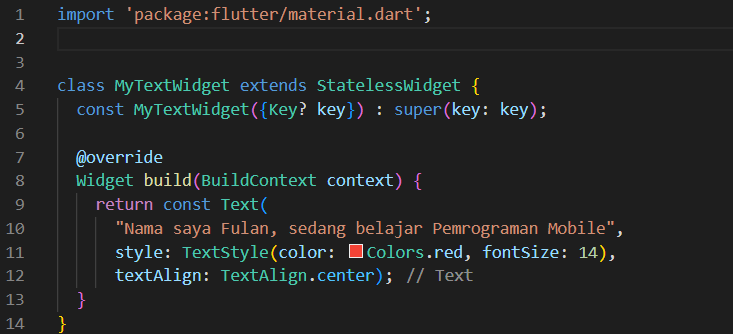 1 import 'package:flutter/material.dart';
2
3
4 class MyTextWidget extends StatelessWidget {
5   const MyTextWidget({Key? key}) : super(key: key);
6
7   @override
8   Widget build(BuildContext context) {
9     return const Text(
10       "Nama saya Fulan, sedang belajar Pemrograman Mobile",
11       style: TextStyle(color: Colors.red, fontSize: 14),
12       textAlign: TextAlign.center); // Text
13   }
14 }